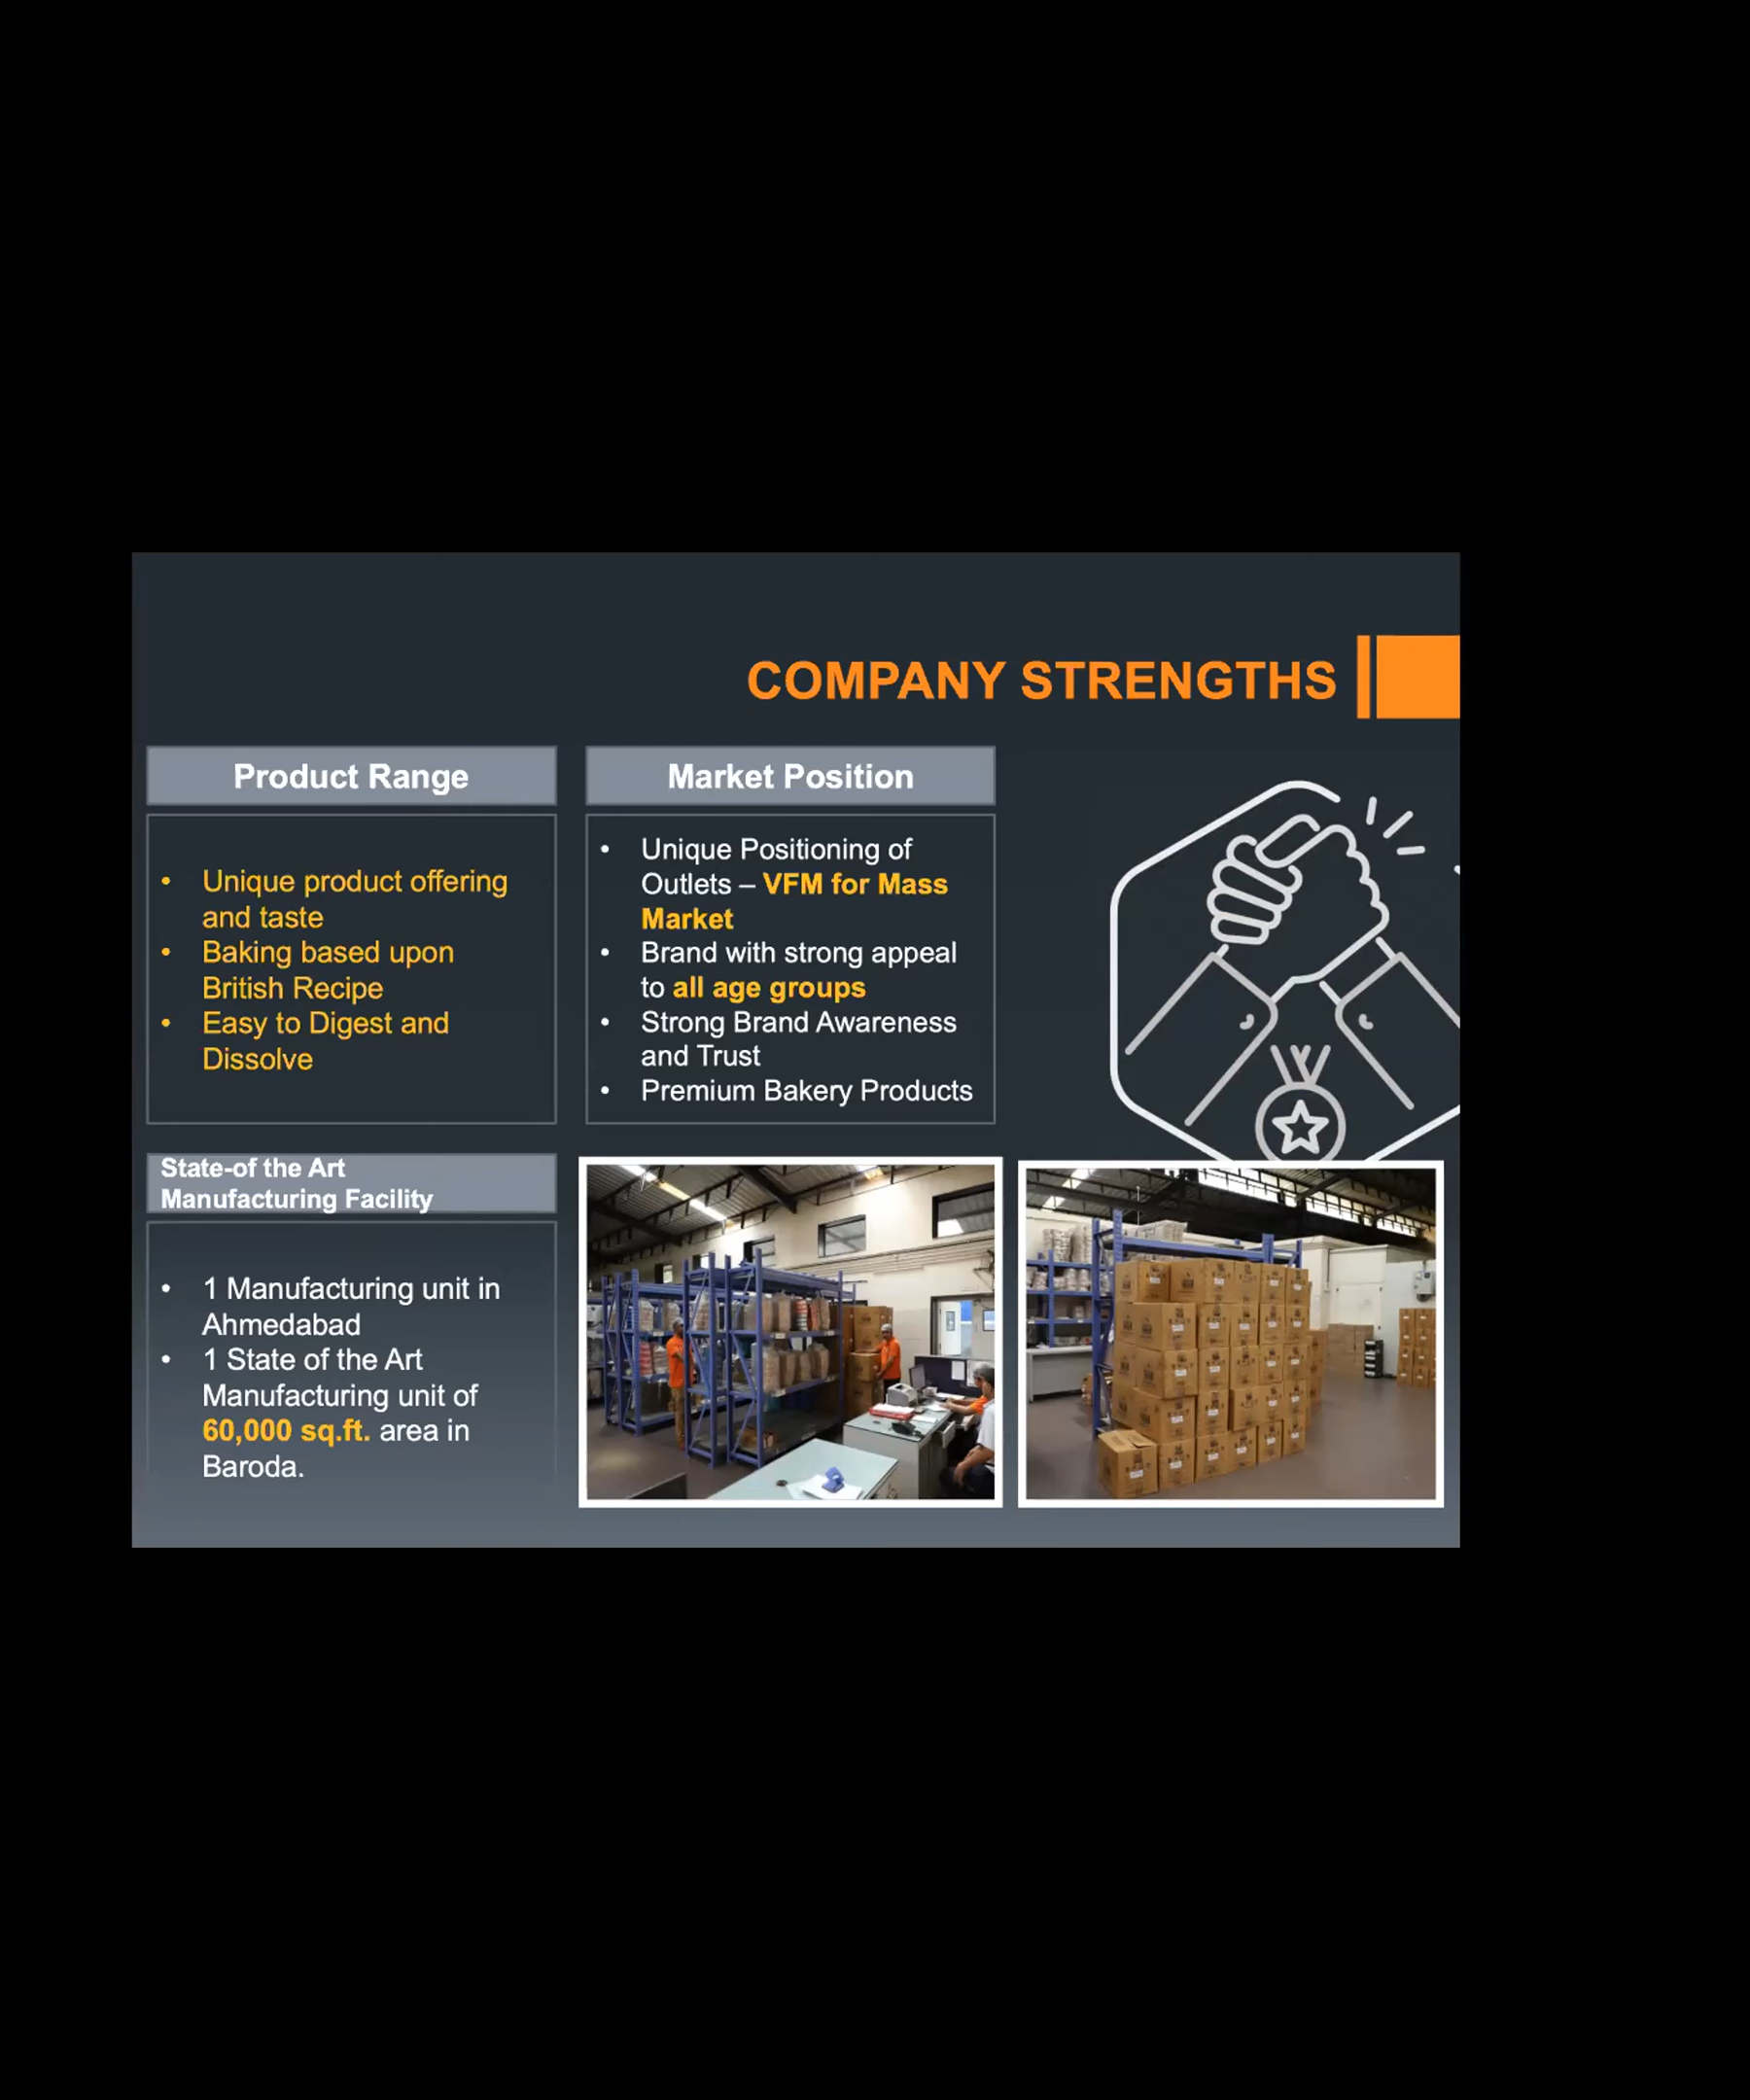 COMPANY STRENGTHS
Product Range
• Unique product offering
and taste
• Baking based upon
British Recipe
• Easy to Digest and
Dissolve
Market Position
• Unique Positioning of
Outlets – VFM for Mass
Market
• Brand with strong appeal
to all age groups
• Strong Brand Awareness
and Trust
• Premium Bakery Products
State-of the Art
Manufacturing Facility
• 1 Manufacturing unit in
Ahmedabad
• 1 State of the Art
Manufacturing unit of
60,000 sq.ft. area in
Baroda.